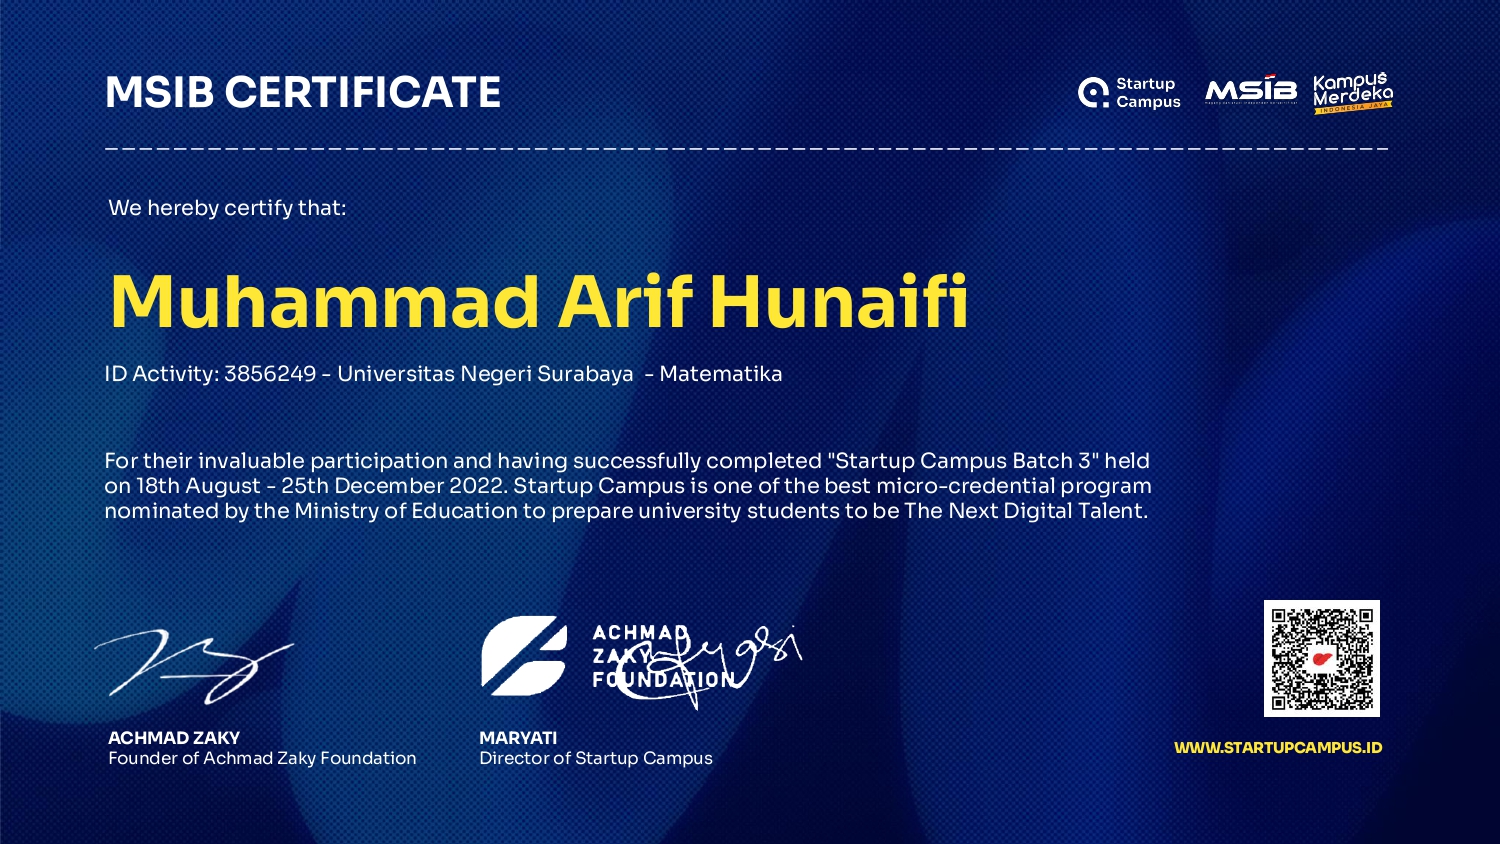 MSIB CERTIFICATE
Startup
Campus
MSIB
Kampus
Merdeka
INDONESIA JAYA
We hereby certify that:
Muhammad Arif Hunaifi
ID Activity: 3856249 - Universitas Negeri Surabaya - Matematika
For their invaluable participation and having successfully completed "Startup Campus Batch 3" held
on 18th August - 25th December 2022. Startup Campus is one of the best micro-credential program
nominated by the Ministry of Education to prepare university students to be The Next Digital Talent.
ACHMAD
ZAKY
FOUNDATION
ACHMAD ZAKY
Founder of Achmad Zaky Foundation
MARYATI
Director of Startup Campus
WWW.STARTUPCAMPUS.ID